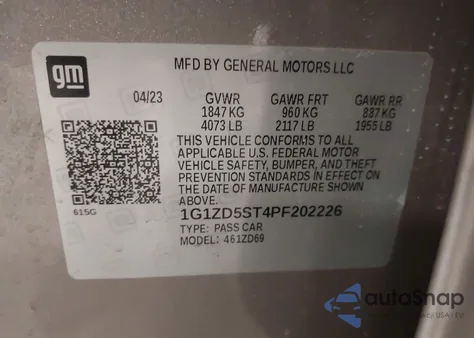 gm
MFD BY GENERAL MOTORS LLC
04/23 GVWR GAWR FRT GAWR RR
1847 KG 960 KG 887 KG
4073 LB 2117 LB 1955 LB
THIS VEHICLE CONFORMS TO ALL
APPLICABLE U.S. FEDERAL MOTOR
VEHICLE SAFETY, BUMPER, AND THEFT
PREVENTION STANDARDS IN EFFECT ON
THE DATE OF MANUFACTURE SHOWN
ABOVE.
615G
1G1ZD5ST4PF202226
TYPE: PASS CAR
MODEL: 461ZD69
autoSnap